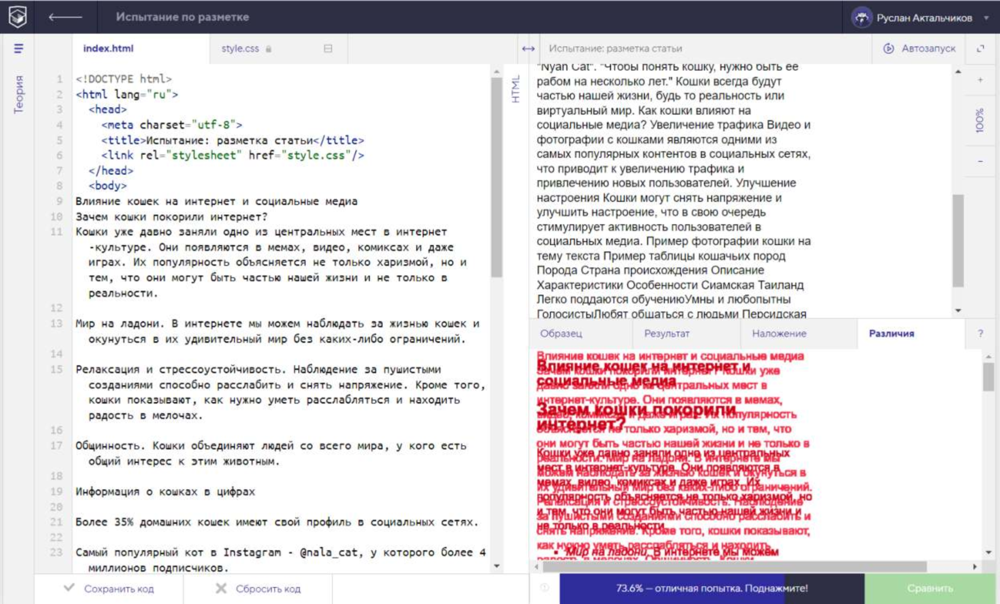 Испытание по разметке
Руслан Актальчиков
Теория
index.html
style.css
1 <!DOCTYPE html>
2 <html lang="ru">
3 <head>
4 <meta charset="utf-8">
5 <title>Испытание: разметка статьи</title>
6 <link rel="stylesheet" href="style.css"/>
7 </head>
8 <body>
9 Влияние кошек на интернет и социальные медиа
10 Зачем кошки покорили интернет?
11 Кошки уже давно заняли одно из центральных мест в интернет
-культуре. Они появляются в мемах, видео, комиксах и даже
играх. Их популярность объясняется не только харизмой, но и
тем, что они могут быть частью нашей жизни и не только в
реальности.
12
13 Мир на ладони. В интернете мы можем наблюдать за жизнью кошек и
окунуться в их удивительный мир без каких-либо ограничений.
14
15 Релаксация и стрессоустойчивость. Наблюдение за пушистыми
созданиями способно расслабить и снять напряжение. Кроме того,
кошки показывают, как нужно уметь расслабляться и находить
радость в мелочах.
16
17 Общинность. Кошки объединяют людей со всего мира, у кого есть
общий интерес к этим животным.
18
19 Информация о кошках в цифрах
20
21 Более 35% домашних кошек имеют свой профиль в социальных сетях.
22
23 Самый популярный кот в Instagram - @nala_cat, у которого более 4
миллионов подписчиков.
Сохранить код
Сбросить код
HTML
Испытание: разметка статьи
Автозапуск
"Nyan Cat". "Чтобы понять кошку, нужно быть ее
рабом на несколько лет." Кошки всегда будут
частью нашей жизни, будь то реальность или
виртуальный мир. Как кошки влияют на
социальные медиа? Увеличение трафика Видео и
фотографии с кошками являются одними из
самых популярных контентов в социальных сетях,
что приводит к увеличению трафика и
привлечению новых пользователей. Улучшение
настроения Кошки могут снять напряжение и
улучшить настроение, что в свою очередь
стимулирует активность пользователей в
социальных медиа. Пример фотографии кошки на
тему текста Пример таблицы кошачьих пород
Порода Страна происхождения Описание
Характеристики Особенности Сиамская Таиланд
Легко поддаются обучениюУмны и любопытны
ГолосистыЛюбят общаться с людьми Персидская
+
100%
-
Образец
Результат
Наложение
Различия
?
Влияние кошек на интернет и социальные медиа
Влияние кошек на интернет и
Зачем кошки покорили интернет? Кошки уже
социальные медиа
давно заняли одно из центральных мест в
интернет-культуре. Они появляются в мемах,
Зачем кошки покорили
видео, комиксах и даже играх. Их популярность
интернет?
объясняется не только харизмой, но и тем, что
они могут быть частью нашей жизни и не только в
Кошки уже давно заняли одно из центральных
реальности. Мир на ладони. В интернете мы
мест в интернет-культуре. Они появляются в
можем наблюдать за жизнью кошек и окунуться в
мемах, видео, комиксах и даже играх. Их
их удивительный мир без каких-либо ограничений.
популярность объясняется не только харизмой, но
Релаксация и стрессоустойчивость. Наблюдение
и тем, что они могут быть частью нашей жизни и
за пушистыми созданиями способно расслабить и
не только в реальности.
снять напряжение. Кроме того, кошки показывают,
как нужно уметь расслабляться и находить
Мир на ладони. В интернете мы можем
радость в мелочах. Общинность. Кошки
73.6% — отличная попытка. Поднажмите!
Сравнить